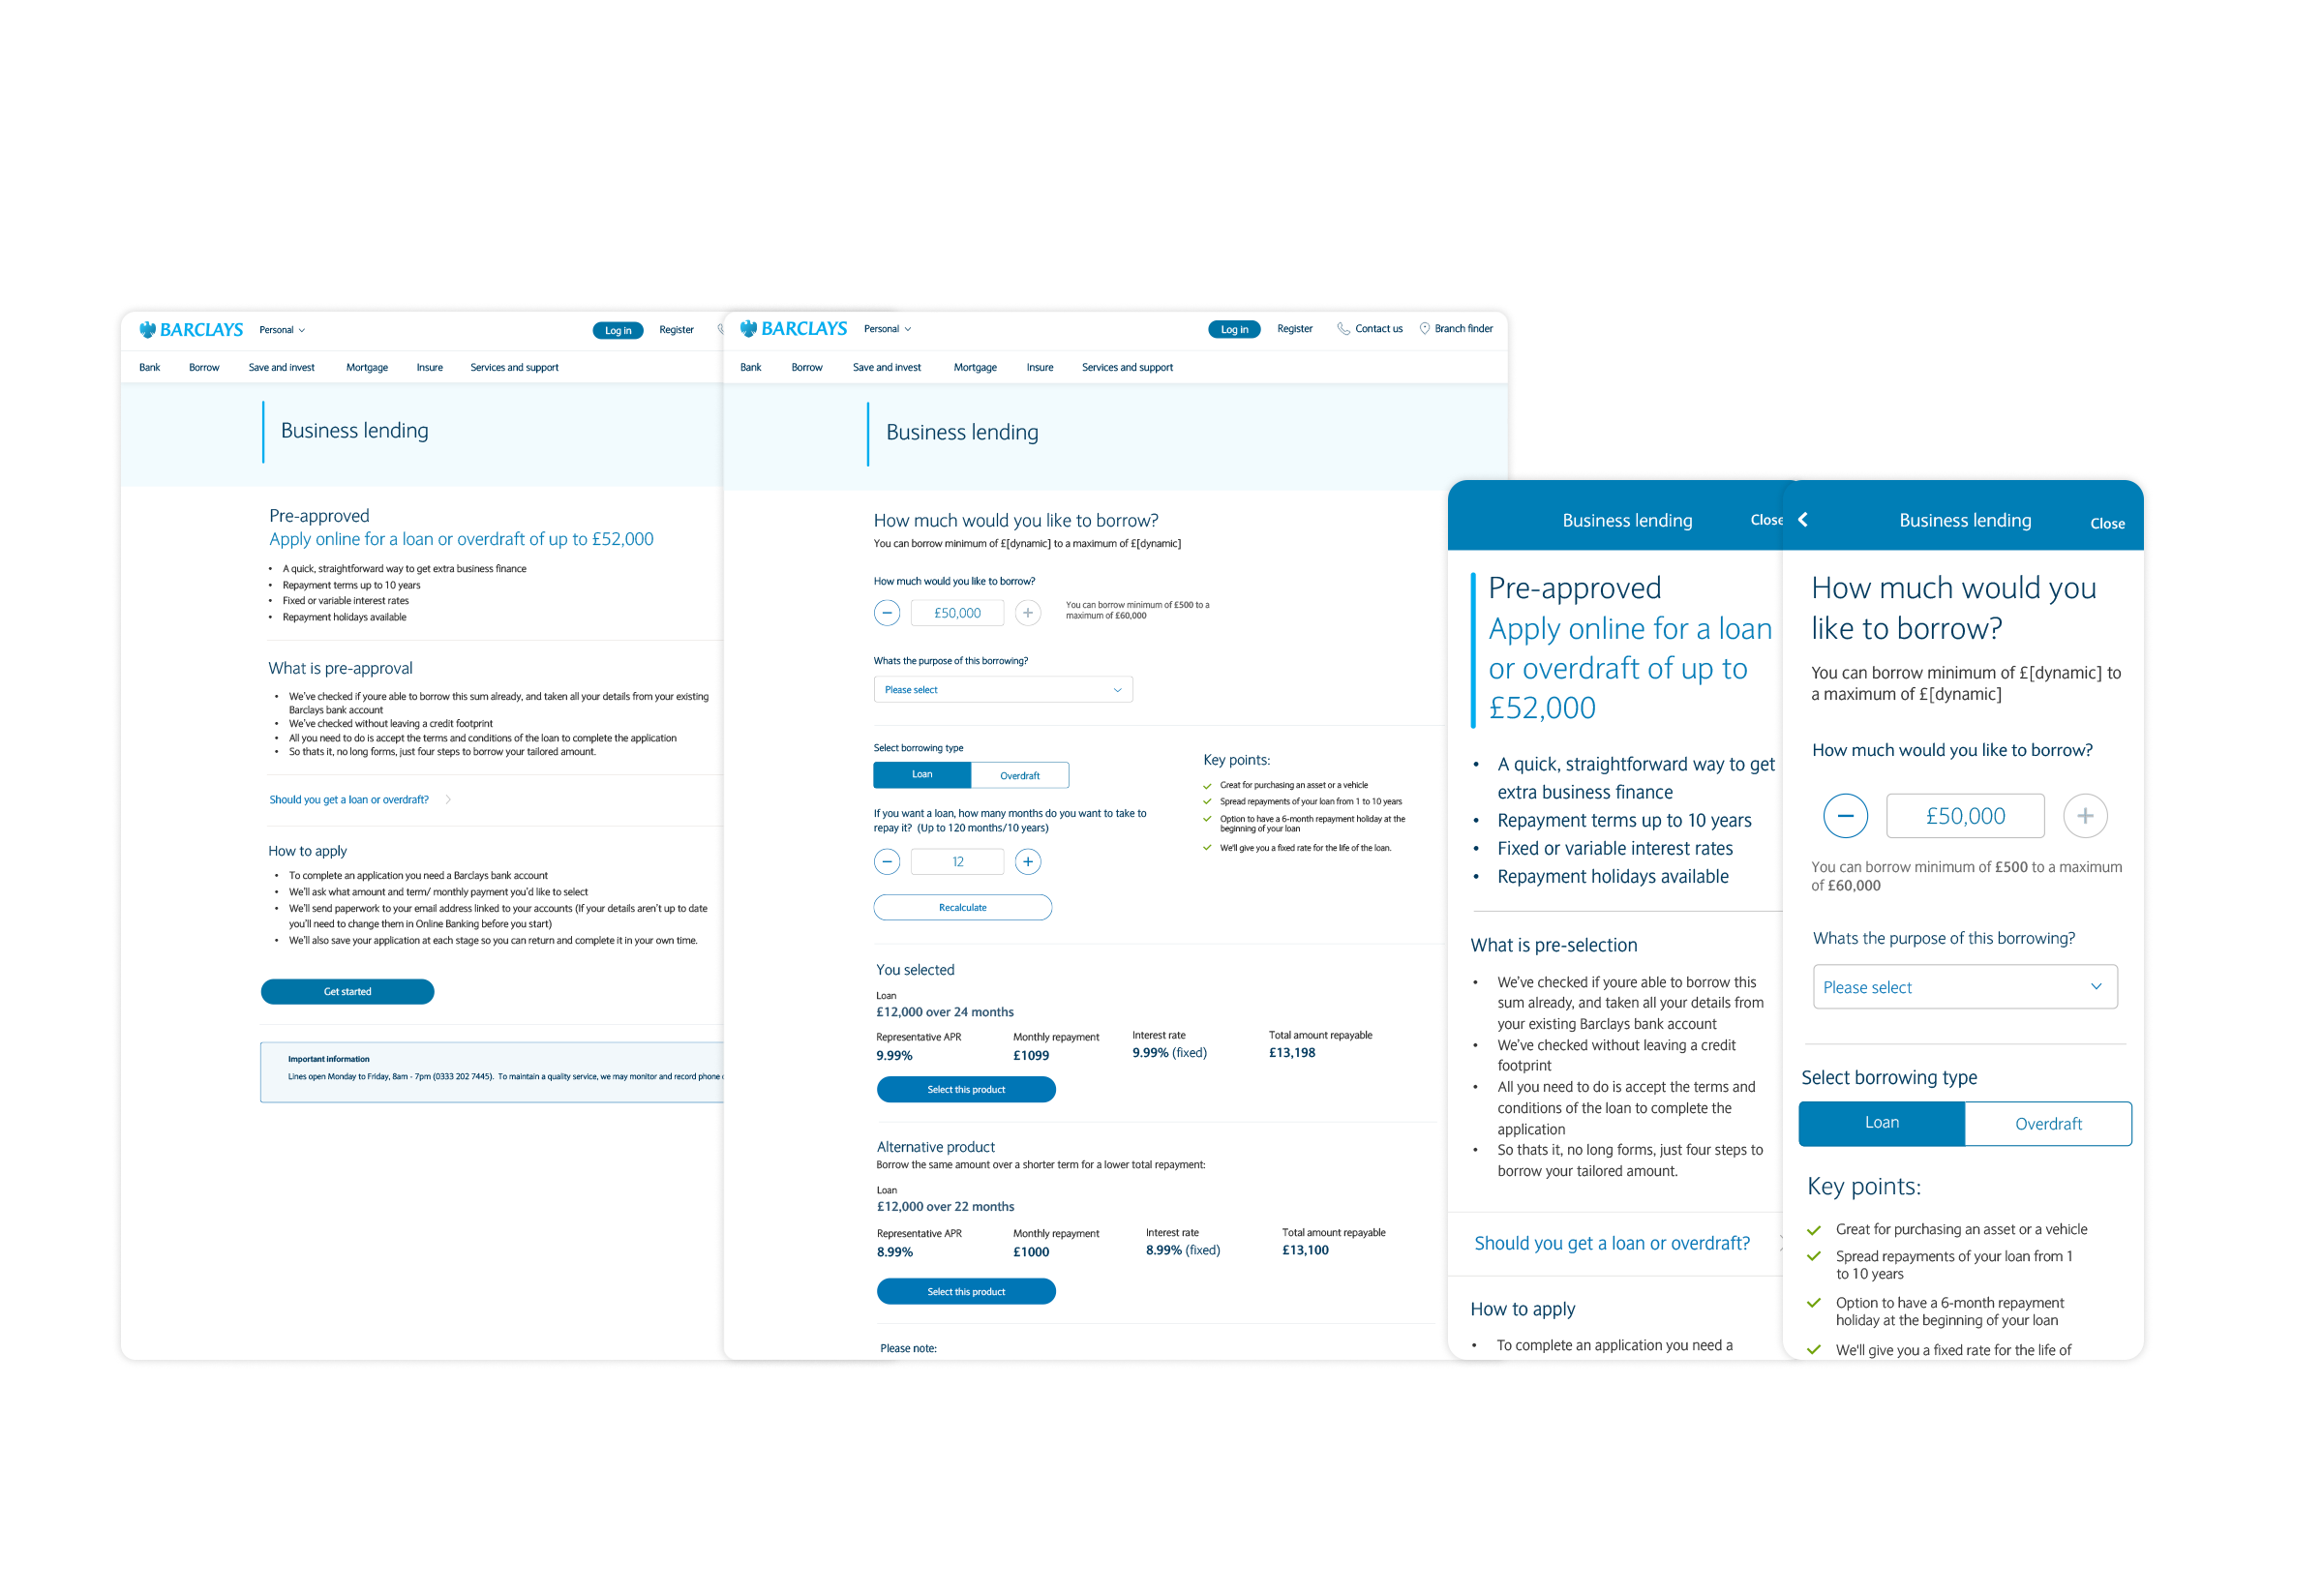 BARCLAYS Personal
Log in Register
Bank Borrow Save and invest Mortgage Insure Services and support
Business lending
Pre-approved
Apply online for a loan or overdraft of up to £52,000
• A quick, straightforward way to get extra business finance
• Repayment terms up to 10 years
• Fixed or variable interest rates
• Repayment holidays available
What is pre-approval
• We've checked if youre able to borrow this sum already, and taken all your details from your existing
Barclays bank account
• We've checked without leaving a credit footprint
• All you need to do is accept the terms and conditions of the loan to complete the application
• So thats it, no long forms, just four steps to borrow your tailored amount.
Should you get a loan or overdraft?
How to apply
• To complete an application you need a Barclays bank account
• We'll ask what amount and term/ monthly payment you'd like to select
• We'll send paperwork to your email address linked to your accounts (If your details aren't up to date
you'll need to change them in Online Banking before you start)
• We'll also save your application at each stage so you can return and complete it in your own time.
Get started
Important information
Lines open Monday to Friday, 8am - 7pm (0333 202 7445). To maintain a quality service, we may monitor and record phone
BARCLAYS Personal
Log in Register Contact us Branch finder
Bank Borrow Save and invest Mortgage Insure Services and support
Business lending
How much would you like to borrow?
You can borrow minimum of £[dynamic] to a maximum of £[dynamic]
How much would you like to borrow?
£50,000
You can borrow minimum of £500 to a
maximum of £60,000
Whats the purpose of this borrowing?
Please select
Select borrowing type
Loan Overdraft
If you want a loan, how many months do you want to take to
repay it? (Up to 120 months/10 years)
12
Recalculate
Key points:
Great for purchasing an asset or a vehicle
Spread repayments of your loan from 1 to 10 years
Option to have a 6-month repayment holiday at the
beginning of your loan
We'll give you a fixed rate for the life of the loan.
You selected
Loan
£12,000 over 24 months
Representative APR Monthly repayment Interest rate Total amount repayable
9.99% £1099 9.99% (fixed) £13,198
Select this product
Alternative product
Borrow the same amount over a shorter term for a lower total repayment:
Loan
£12,000 over 22 months
Representative APR Monthly repayment Interest rate Total amount repayable
8.99% £1000 8.99% (fixed) £13,100
Select this product
Please note:
Business lending Close
Pre-approved
Apply online for a loan
or overdraft of up to
£52,000
• A quick, straightforward way to get
extra business finance
• Repayment terms up to 10 years
• Fixed or variable interest rates
• Repayment holidays available
What is pre-selection
• We've checked if youre able to borrow this
sum already, and taken all your details from
your existing Barclays bank account
• We've checked without leaving a credit
footprint
• All you need to do is accept the terms and
conditions of the loan to complete the
application
• So thats it, no long forms, just four steps to
borrow your tailored amount.
Should you get a loan or overdraft?
How to apply
• To complete an application you need a
Business lending Close
How much would you
like to borrow?
You can borrow minimum of £[dynamic] to
a maximum of £[dynamic]
How much would you like to borrow?
£50,000
You can borrow minimum of £500 to a maximum
of £60,000
Whats the purpose of this borrowing?
Please select
Select borrowing type
Loan Overdraft
Key points:
Great for purchasing an asset or a vehicle
Spread repayments of your loan from 1
to 10 years
Option to have a 6-month repayment
holiday at the beginning of your loan
We'll give you a fixed rate for the life of